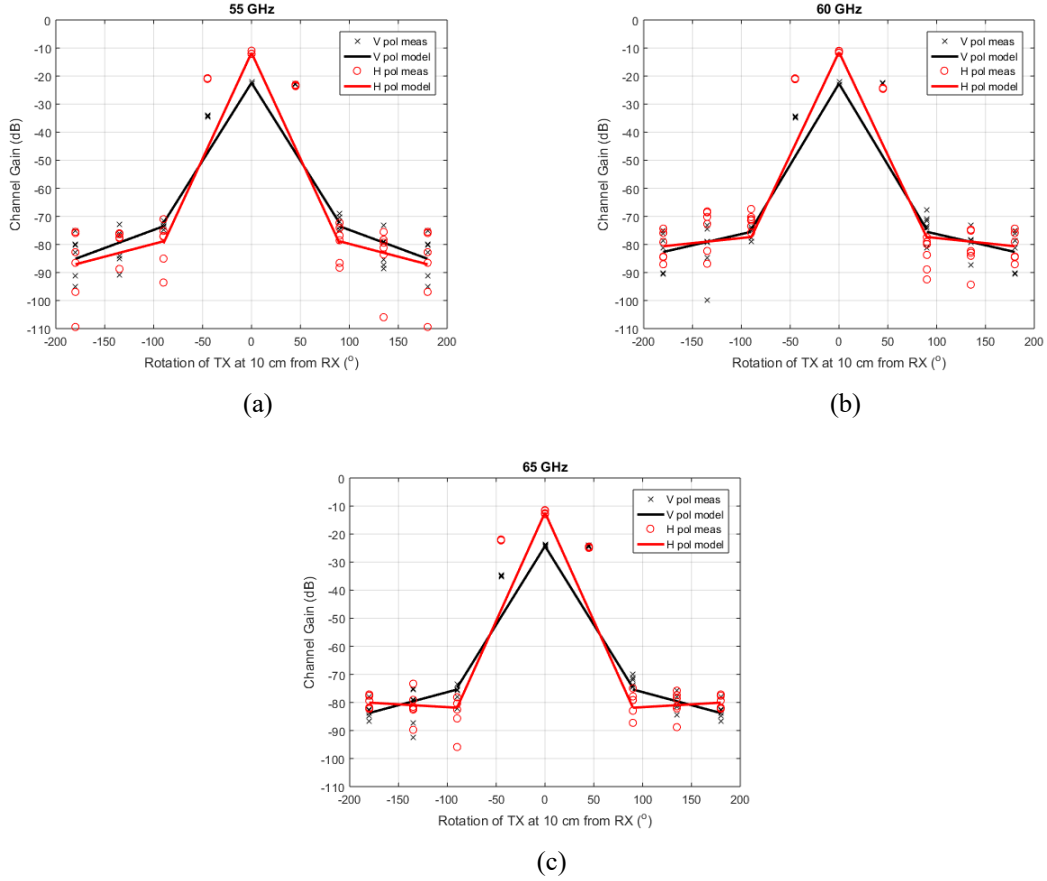 55 GHz
0
-10
-20
-30
-40
-50
-60
-70
-80
-90
-100
-110
Channel Gain (dB)
V pol meas
V pol model
H pol meas
H pol model
-200 -150 -100 -50 0 50 100 150 200
Rotation of TX at 10 cm from RX (°)
(a)
60 GHz
0
-10
-20
-30
-40
-50
-60
-70
-80
-90
-100
-110
Channel Gain (dB)
V pol meas
V pol model
H pol meas
H pol model
-200 -150 -100 -50 0 50 100 150 200
Rotation of TX at 10 cm from RX (°)
(b)
65 GHz
0
-10
-20
-30
-40
-50
-60
-70
-80
-90
-100
-110
Channel Gain (dB)
V pol meas
V pol model
H pol meas
H pol model
-200 -150 -100 -50 0 50 100 150 200
Rotation of TX at 10 cm from RX (°)
(c)